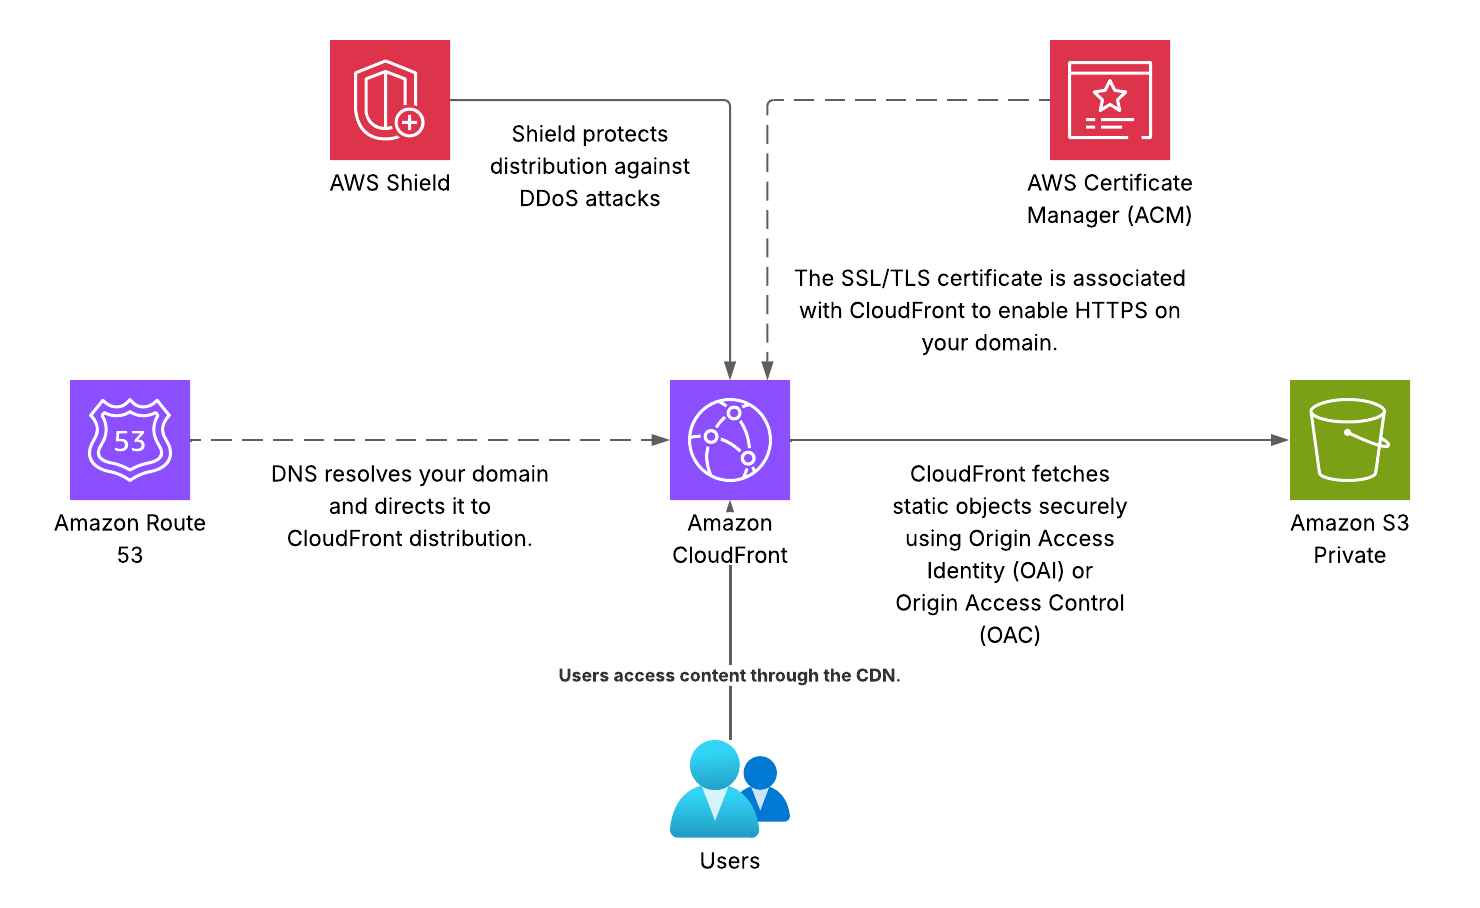 Shield protects
distribution against
DDoS attacks
AWS Shield
AWS Certificate
Manager (ACM)
The SSL/TLS certificate is associated
with CloudFront to enable HTTPS on
your domain.
53
DNS resolves your domain
and directs it to
CloudFront distribution.
Amazon Route
53
Amazon
CloudFront
CloudFront fetches
static objects securely
using Origin Access
Identity (OAI) or
Origin Access Control
(OAC)
Amazon S3
Private
Users access content through the CDN.
Users